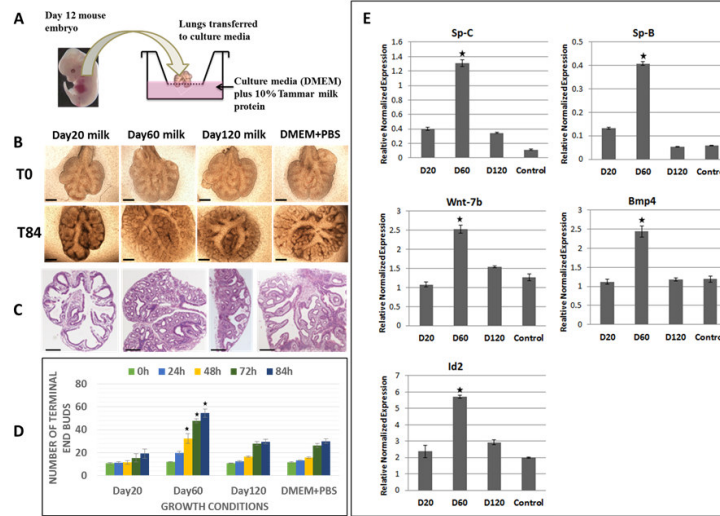 A
Day 12 mouse
embryo
Lungs transferred
to culture media
Culture media (DMEM)
plus 10% Tammar milk
protein
B
Day20 milk
Day60 milk
Day120 milk
DMEM+PBS
T0
T84
C
D
0h
24h
48h
72h
84h
NUMBER OF TERMINAL
END BUDS
80
60
40
20
0
Day20
Day60
Day120
DMEM+PBS
GROWTH CONDITIONS
E
Sp-C
Realtive Normalized Expression
1.6
1.4
1.2
1
0.8
0.6
0.4
0.2
0
D20
D60
D120
Control
Sp-B
Relative Normalized Expression
0.5
0.4
0.3
0.2
0.1
0
D20
D60
D120
Control
Wnt-7b
Relative Normalized Expression
3
2.5
2
1.5
1
0.5
0
D20
D60
D120
Control
Bmp4
Relative Normalized Expression
3
2.5
2
1.5
1
0.5
0
D20
D60
D120
Control
Id2
Relative Normalized Expression
7
6
5
4
3
2
1
0
D20
D60
D120
Control